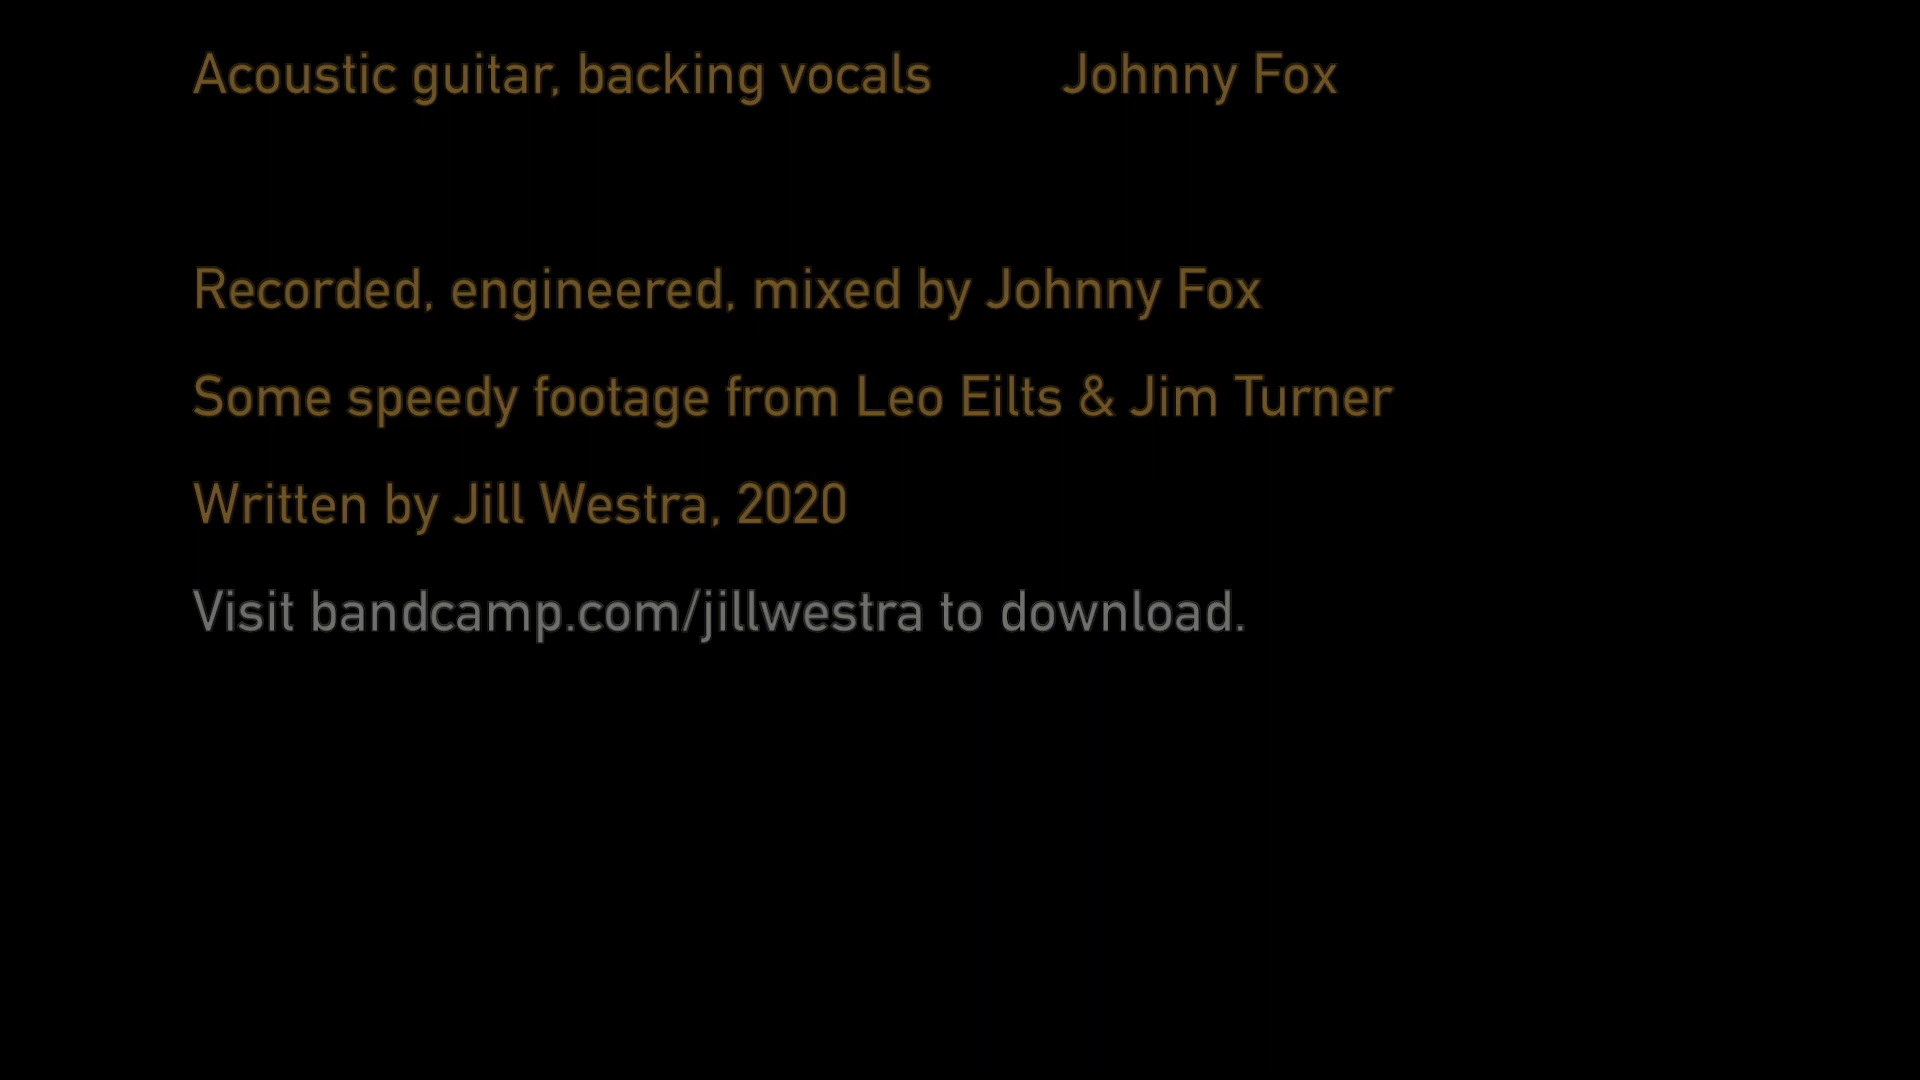 Acoustic guitar, backing vocals Johnny Fox
Recorded, engineered, mixed by Johnny Fox
Some speedy footage from Leo Eilts & Jim Turner
Written by Jill Westra, 2020
Visit bandcamp.com/jillwestra to download.